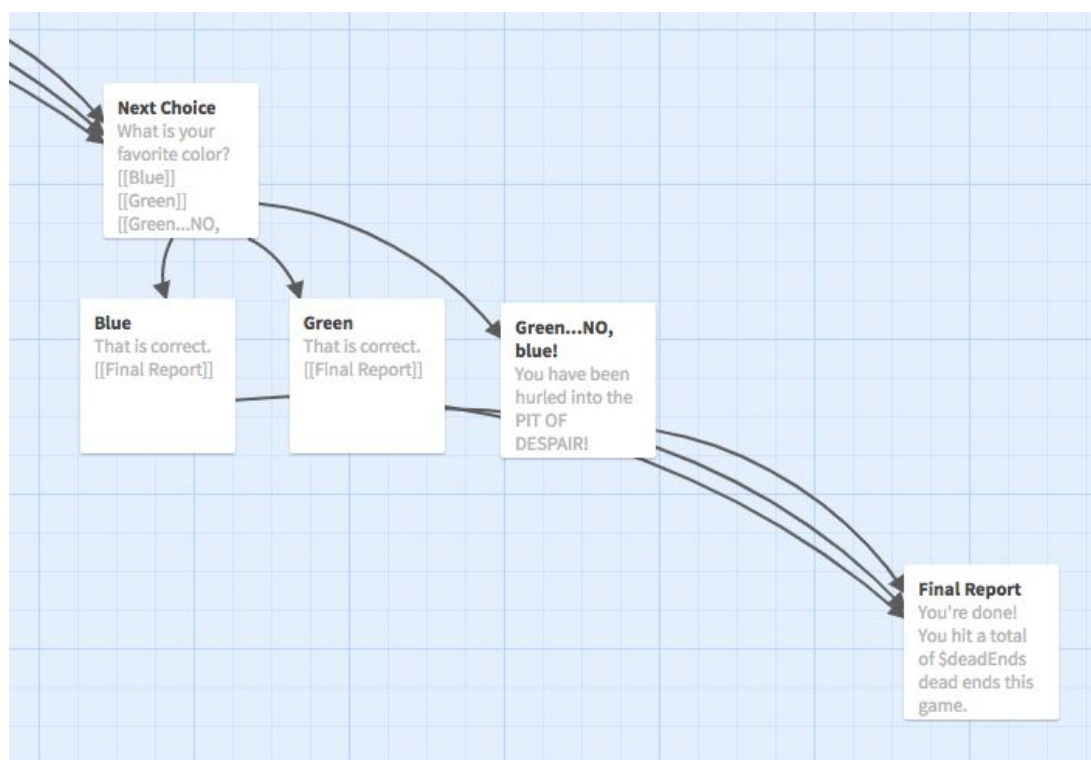 Next Choice
What is your
favorite color?
[[Blue]]
[[Green]]
[[Green...NO,
Blue
That is correct.
[[Final Report]]
Green
That is correct.
[[Final Report]]
Green...NO,
blue!
You have been
hurled into the
PIT OF
DESPAIR!
Final Report
You're done!
You hit a total
of $deadEnds
dead ends this
game.